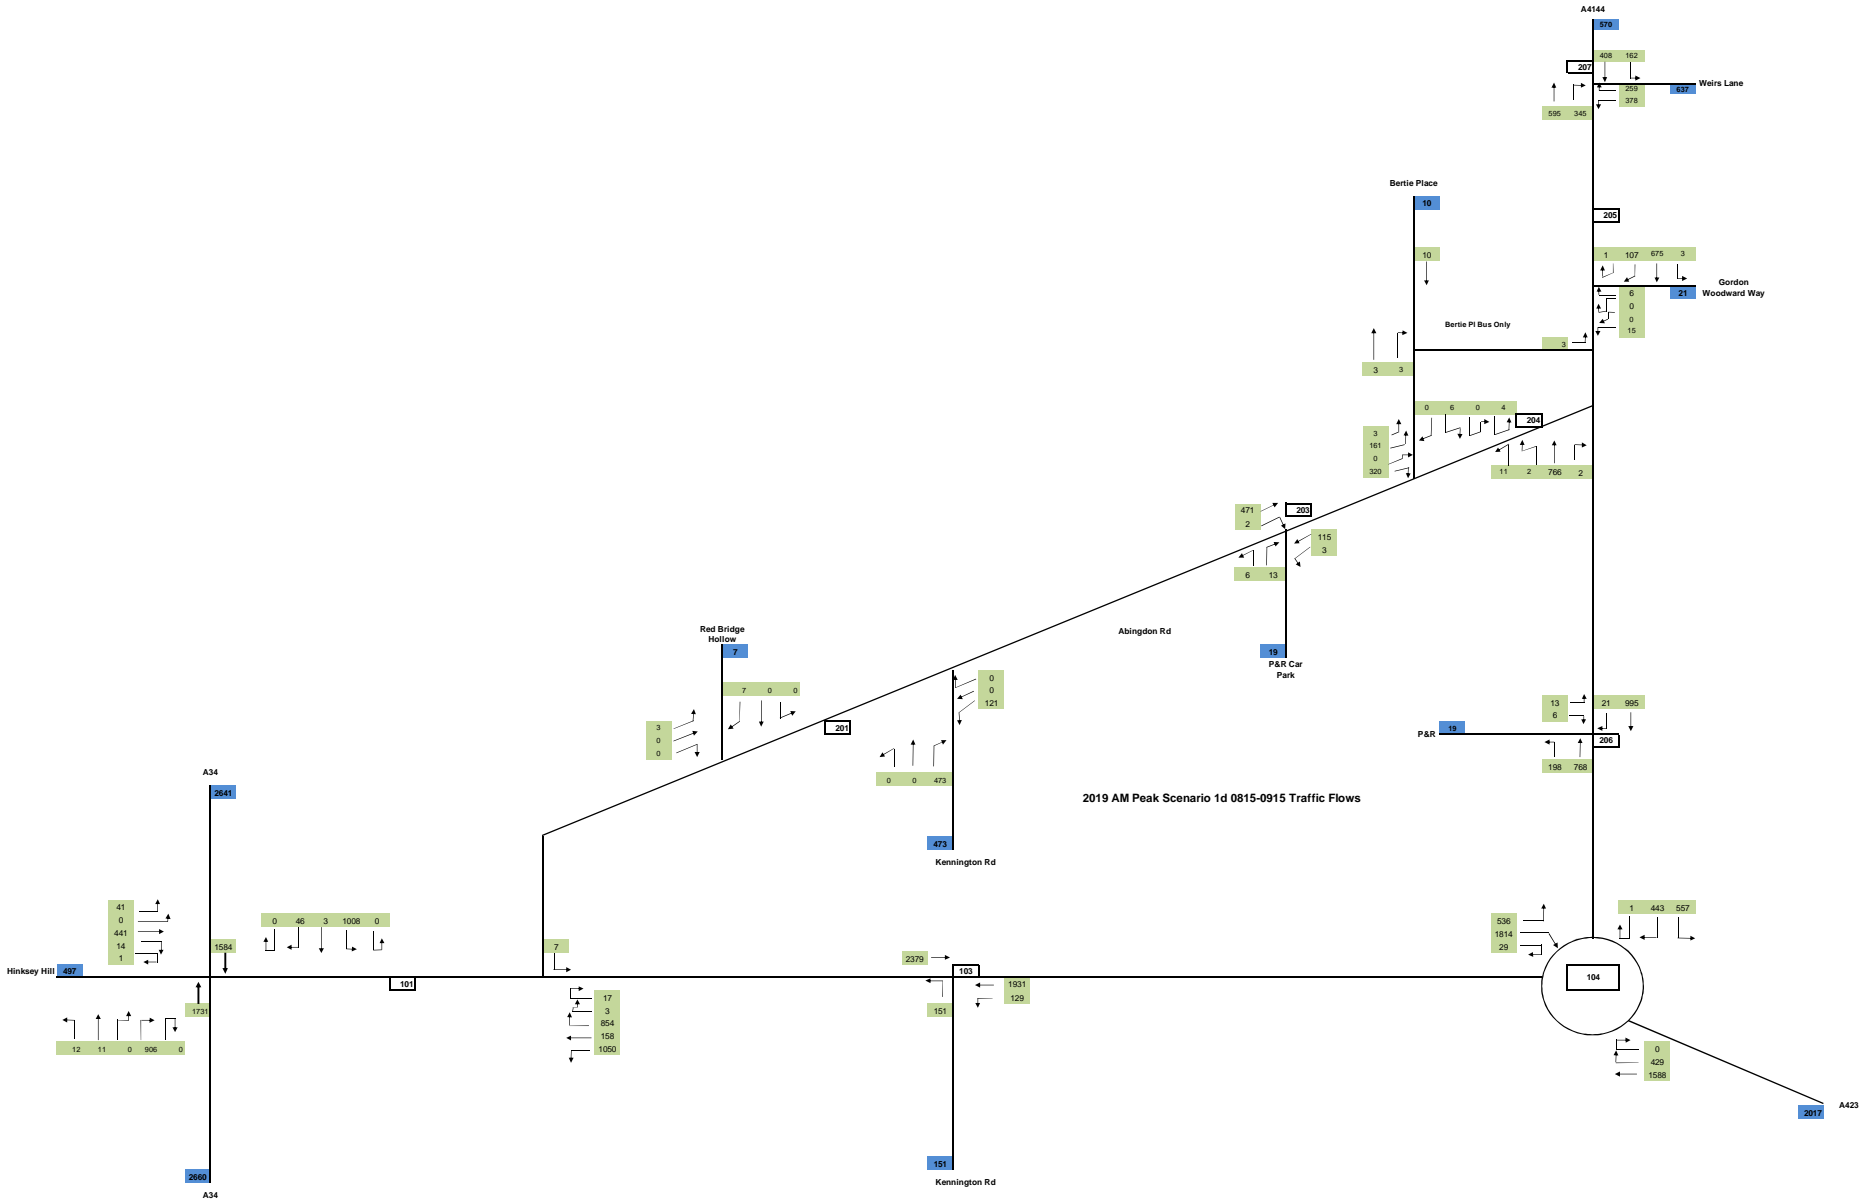 A4144
570
408 162
207
Weirs Lane
259
637
378
595 345
Bertie Place
10
205
10
1 107 675 3
Gordon
Woodward Way
6
21
0
0
15
Bertie Pl Bus Only
3
3 3
0 6 0 4
204
3
161
0
320
11 2 766 2
471
203
2
115
3
6 13
Abingdon Rd
Red Bridge
Hollow
7
19
P&R Car
Park
0
0
121
7 0 0
3
0
0
201
13
6
21 995
P&R
19
206
198 768
0 0 473
A34
2641
2019 AM Peak Scenario 1d 0815-0915 Traffic Flows
473
Kennington Rd
41
0
441
14
1
0 46 3 1008 0
1584
7
536
1814
29
1 443 557
2379
Hinksey Hill
497
101
103
104
1931
129
1731
151
17
3
854
158
1050
12 11 0 906 0
0
429
1588
2017
A423
2660
A34
151
Kennington Rd